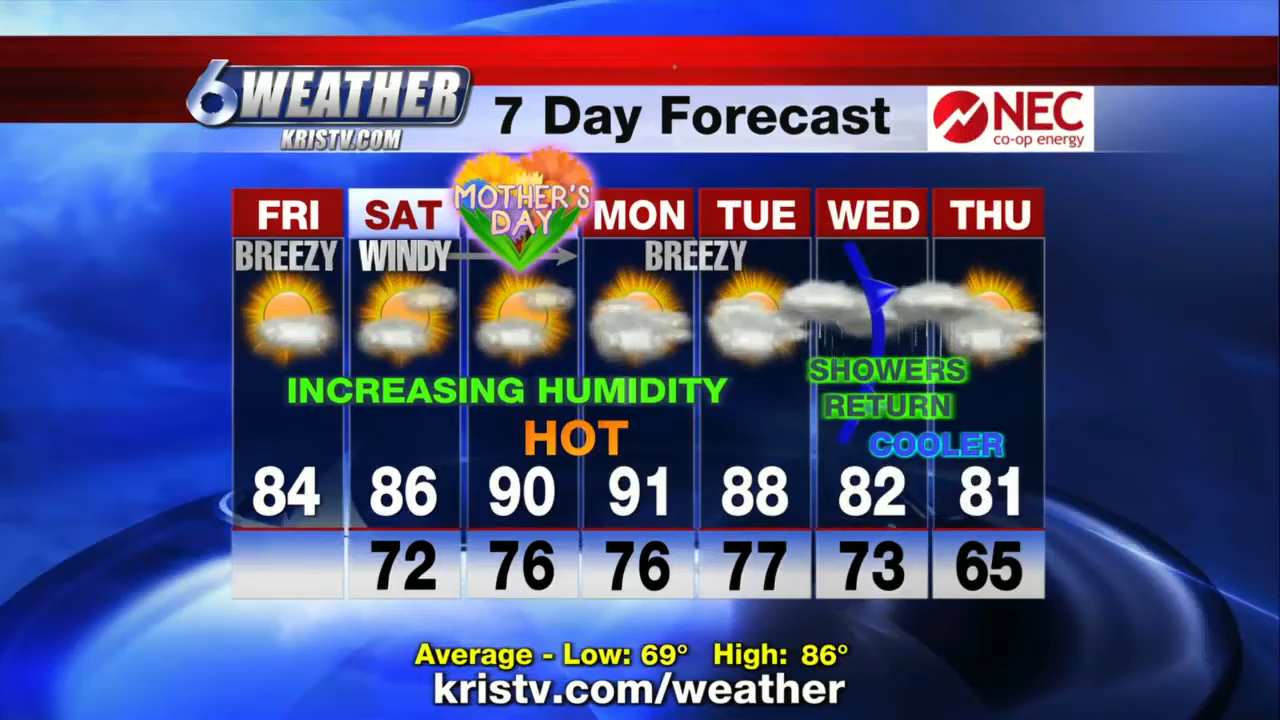 6 WEATHER
KRISTV.COM
7 Day Forecast
NEC
co-op energy
FRI SAT MOTHER'S DAY MON TUE WED THU
BREEZY WINDY BREEZY
INCREASING HUMIDITY
HOT
SHOWERS
RETURN
COOLER
84 86 90 91 88 82 81
72 76 76 77 73 65
Average - Low: 69° High: 86°
kristv.com/weather